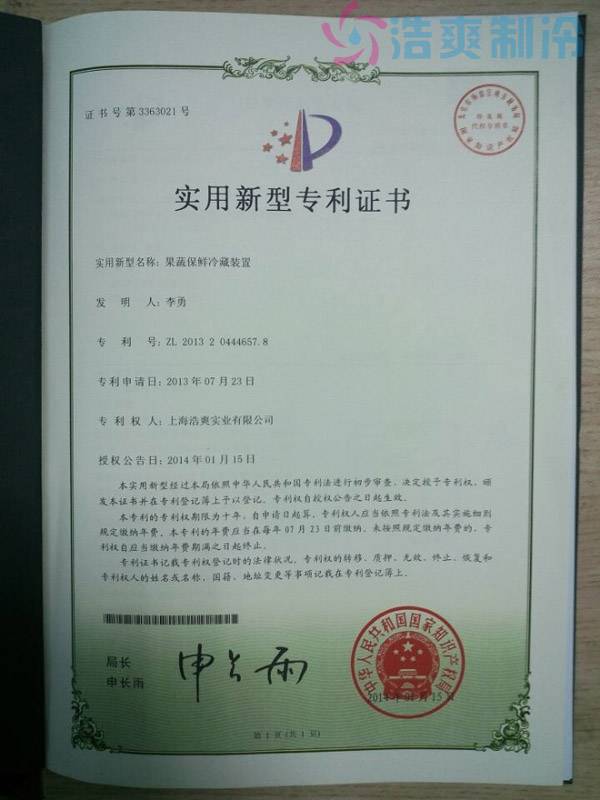 浩爽制冷
证书号第3363021号
实用新型专利证书
实用新型名称：果蔬保鲜冷藏装置
发 明 人：李勇
专 利 号：ZL 2013 2 0444657.8
专利申请日：2013年07月23日
专 利 权 人：上海浩爽实业有限公司
授权公告日：2014年01月15日
本实用新型经过本局依照中华人民共和国专利法进行初步审查，决定授予专利权，颁
发本证书并在专利登记簿上予以登记。专利权自授权公告之日起生效。
本专利的专利权期限为十年，自申请日起算。专利权人应当依照专利法及其实施细则
规定缴纳年费。本专利的年费应当在每年07月23日前缴纳。未按照规定缴纳年费的，专
利权自应当缴纳年费期满之日起终止。
专利证书记载专利权登记时的法律状况。专利权的转移、质押、无效、终止、恢复和
专利权人的姓名或名称、国籍、地址变更等事项记载在专利登记簿上。
局长
申长雨
申长雨
中华人民共和国国家知识产权局
2014年01月15日
第1页(共1页)